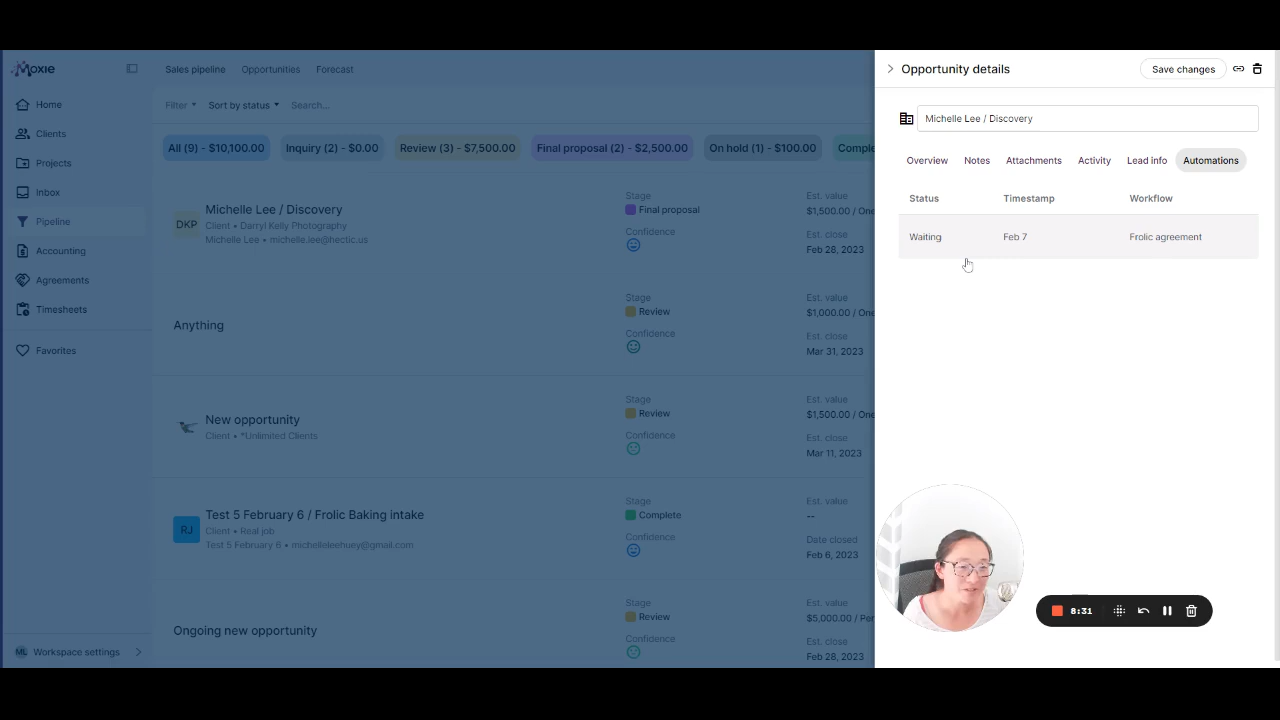 Moxie
Sales pipeline Opportunities Forecast
Opportunity details
Save changes
Home
Clients
Projects
Inbox
Pipeline
Accounting
Agreements
Timesheets
Favorites
ML Workspace settings
Filter Sort by status Search...
All (9) - $10,100.00 Inquiry (2) - $0.00 Review (3) - $7,500.00 Final proposal (2) - $2,500.00 On hold (1) - $100.00 Comple
DKP
Michelle Lee / Discovery
Client • Darryl Kelly Photography
Michelle Lee • michelle.lee@hectic.us
Stage
Final proposal
Confidence
Est. value
$1,500.00 / One
Est. close
Feb 28, 2023
Anything
Stage
Review
Confidence
Est. value
$1,000.00 / One
Est. close
Mar 31, 2023
New opportunity
Client • *Unlimited Clients
Stage
Review
Confidence
Est. value
$1,500.00 / One
Est. close
Mar 11, 2023
RJ
Test 5 February 6 / Frolic Baking intake
Client • Real job
Test 5 February 6 • michelleleehuey@gmail.com
Stage
Complete
Confidence
Est. value
--
Date closed
Feb 6, 2023
Ongoing new opportunity
Stage
Review
Confidence
Est. value
$5,000.00 / Per
Est. close
Feb 28, 2023
Michelle Lee / Discovery
Overview Notes Attachments Activity Lead info Automations
Status Timestamp Workflow
Waiting Feb 7 Frolic agreement
8:31